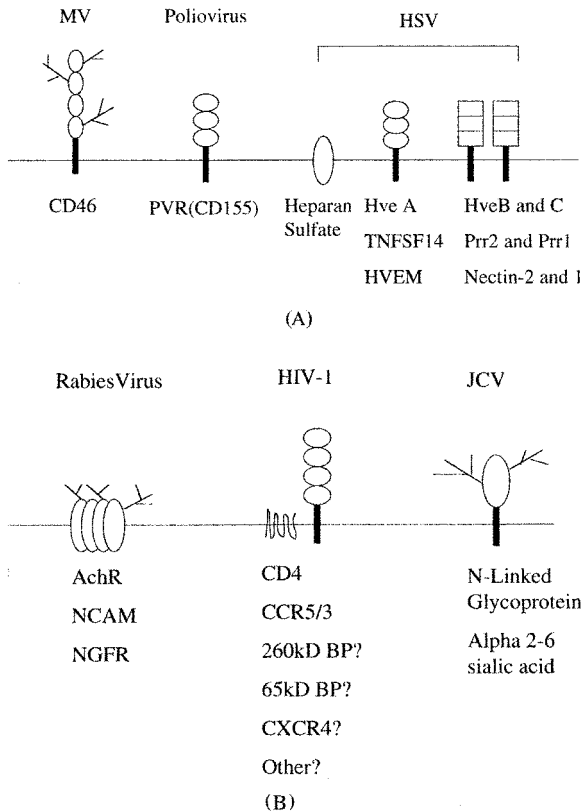 MV Poliovirus HSV
CD46 PVR(CD155) Heparan Sulfate Hve A HveB and C
TNFSF14 Prr2 and Prr1
HVEM Nectin-2 and 1
(A)
RabiesVirus HIV-1 JCV
AchR CD4 N-Linked Glycoprotein
NCAM CCR5/3 Alpha 2-6 sialic acid
NGFR 260kD BP?
65kD BP?
CXCR4?
Other?
(B)